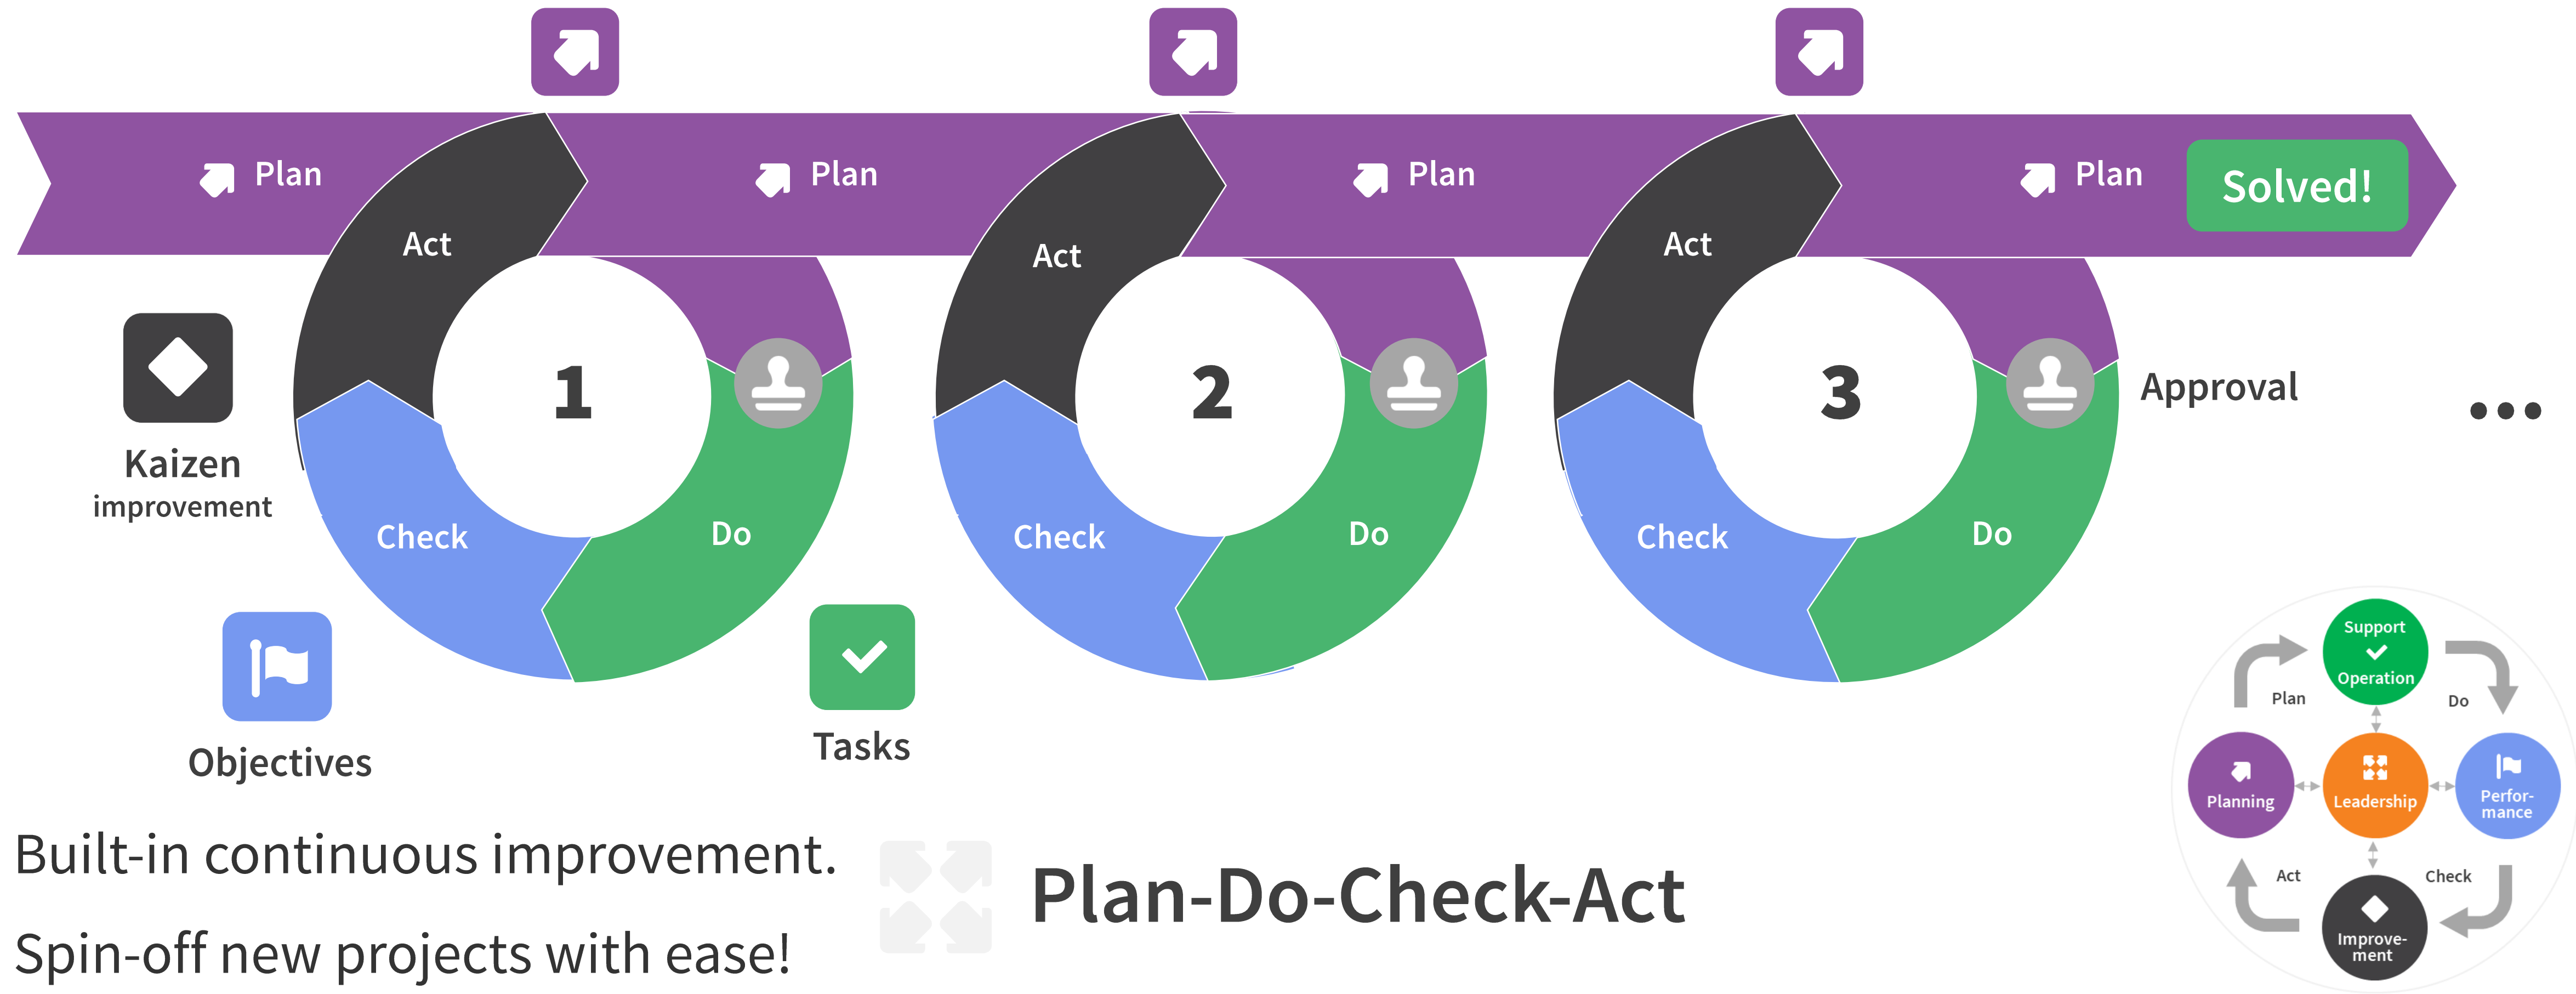 Plan
Plan
Plan
Plan
Solved!
Act
Act
Act
1
2
3
Approval
...
Kaizen
improvement
Check
Do
Check
Do
Check
Do
Objectives
Tasks
Support
Operation
Plan
Do
Planning
Leadership
Perfor-
mance
Act
Check
Improve-
ment
Built-in continuous improvement.
Spin-off new projects with ease!
Plan-Do-Check-Act